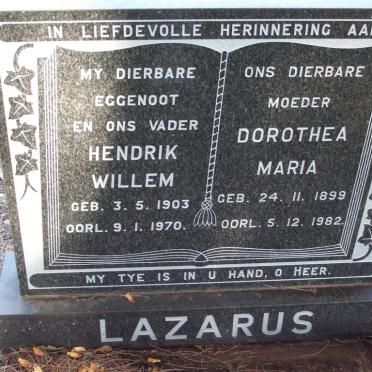 IN LIEFDEVOLLE HERINNERING AAN
MY DIERBARE
EGGENOOT
EN ONS VADER
HENDRIK
WILLEM
GEB. 3. 5. 1903
OORL. 9. 1. 1970.
ONS DIERBARE
MOEDER
DOROTHEA
MARIA
GEB. 24. 11. 1899
OORL. 5. 12. 1982.
MY TYE IS IN U HAND, O HEER.
LAZARUS